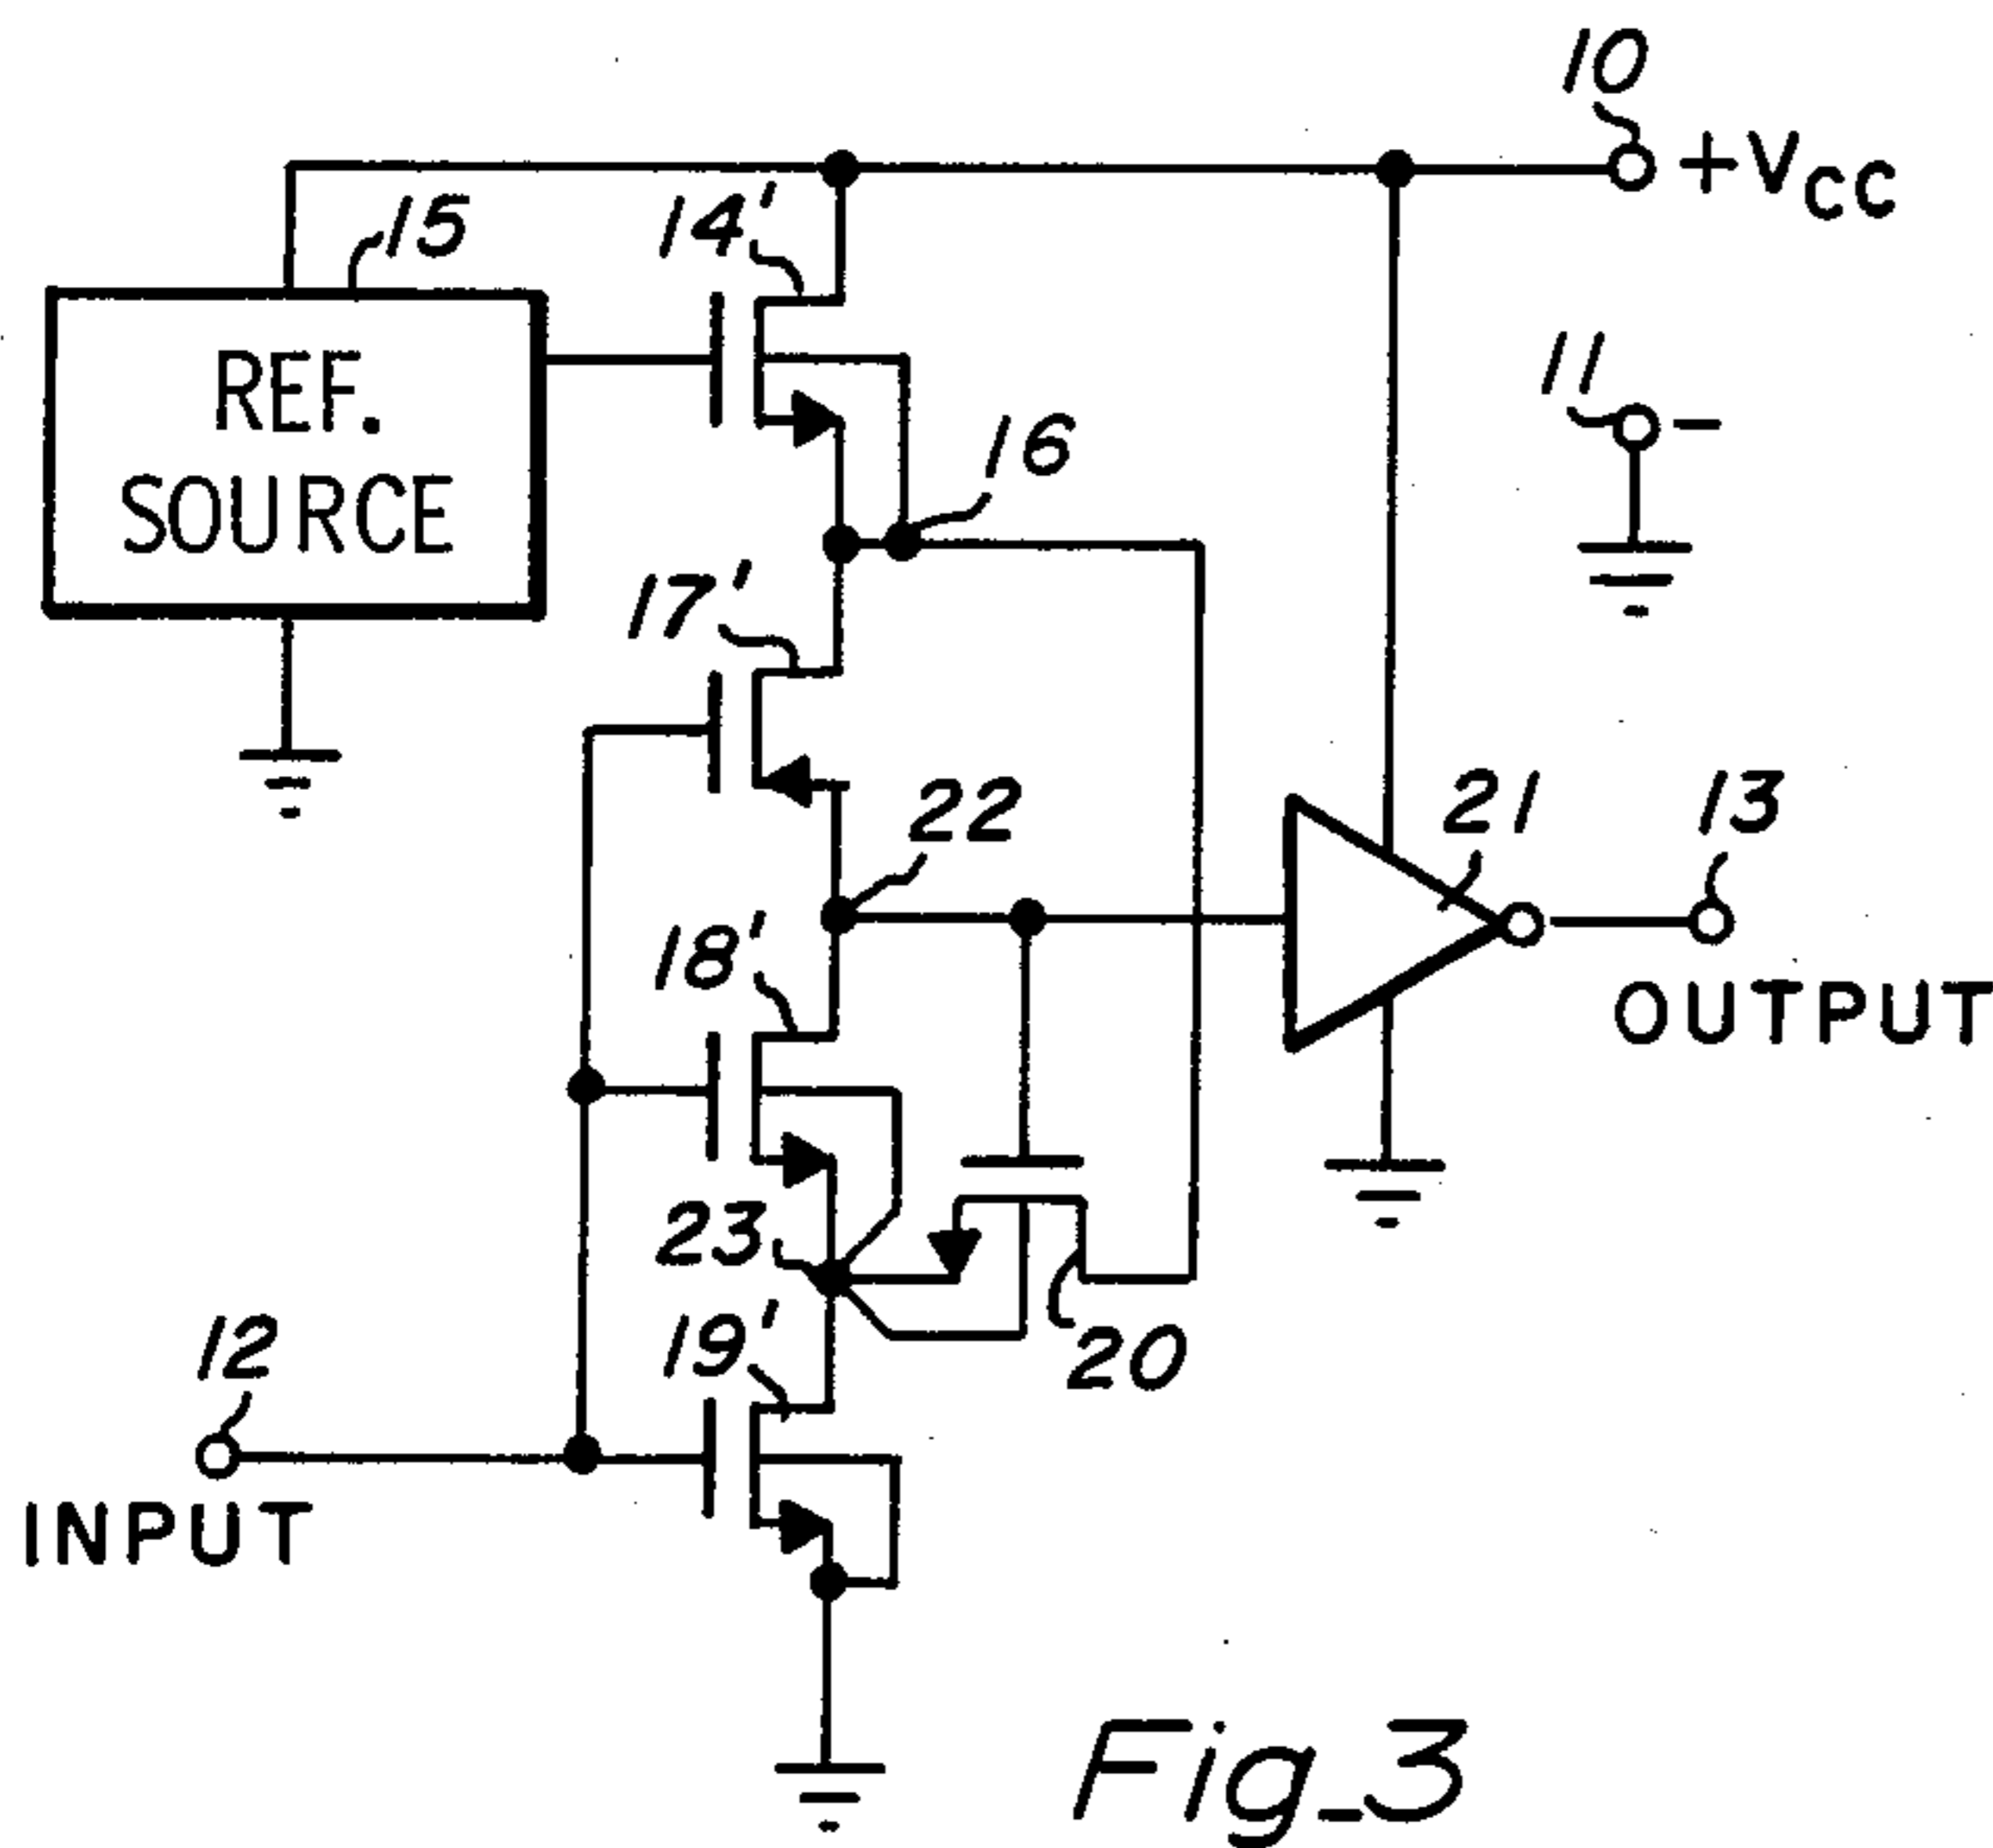 10
+VCC
14'
15
REF.
SOURCE
11
-
16
17'
22
21
13
18'
OUTPUT
23
19'
20
12
INPUT
Fig_3